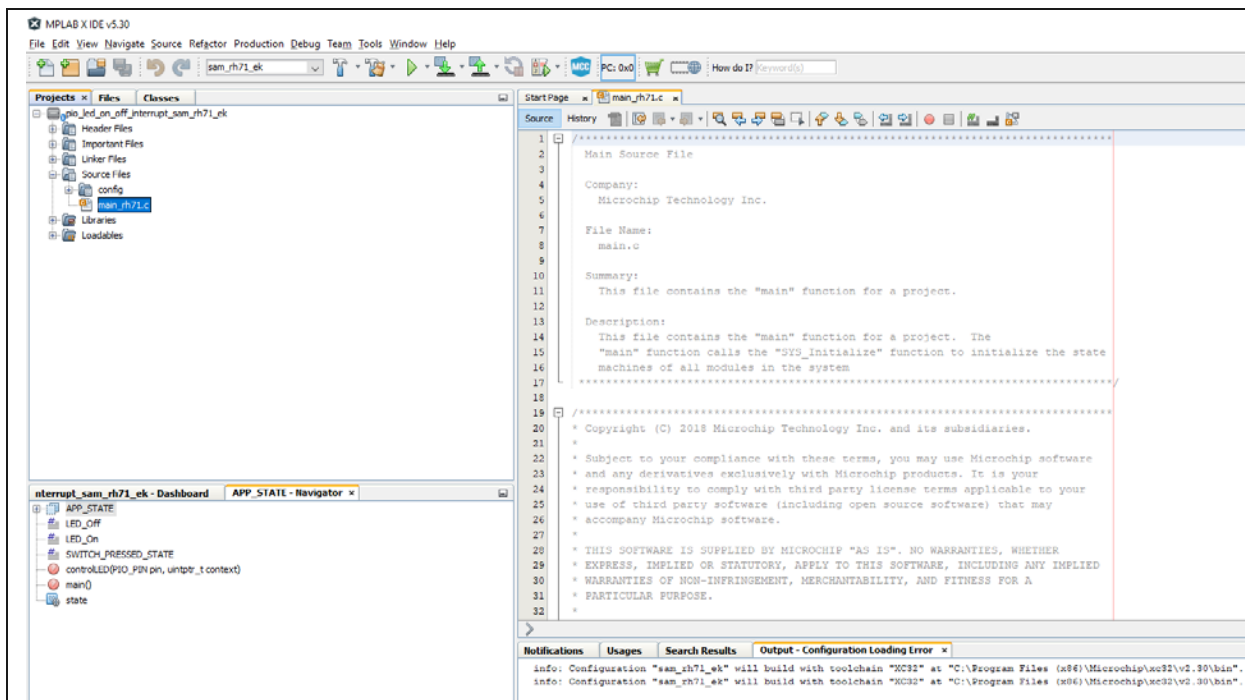 MPLAB X IDE v5.30
File Edit View Navigate Source Refactor Production Debug Team Tools Window Help
sam_rh71_ek MCC PC: 0x0 How do I? Keyword(s)
Projects × Files Classes
pio_led_on_off_interrupt_sam_rh71_ek
Header Files
Important Files
Linker Files
Source Files
config
main_rh71.c
Libraries
Loadables
nterrupt_sam_rh71_ek - Dashboard APP_STATE - Navigator ×
APP_STATE
LED_Off
LED_On
SWITCH_PRESSED_STATE
controlLED(PIO_PIN pin, uintptr_t context)
main()
state
Start Page × main_rh71.c ×
Source History
1 /*******************************************************************************
2 Main Source File
3
4 Company:
5 Microchip Technology Inc.
6
7 File Name:
8 main.c
9
10 Summary:
11 This file contains the "main" function for a project.
12
13 Description:
14 This file contains the "main" function for a project. The
15 "main" function calls the "SYS_Initialize" function to initialize the state
16 machines of all modules in the system
17 *******************************************************************************/
18
19 /*******************************************************************************
20 * Copyright (C) 2018 Microchip Technology Inc. and its subsidiaries.
21 *
22 * Subject to your compliance with these terms, you may use Microchip software
23 * and any derivatives exclusively with Microchip products. It is your
24 * responsibility to comply with third party license terms applicable to your
25 * use of third party software (including open source software) that may
26 * accompany Microchip software.
27 *
28 * THIS SOFTWARE IS SUPPLIED BY MICROCHIP "AS IS". NO WARRANTIES, WHETHER
29 * EXPRESS, IMPLIED OR STATUTORY, APPLY TO THIS SOFTWARE, INCLUDING ANY IMPLIED
30 * WARRANTIES OF NON-INFRINGEMENT, MERCHANTABILITY, AND FITNESS FOR A
31 * PARTICULAR PURPOSE.
32 *
Notifications Usages Search Results Output - Configuration Loading Error ×
info: Configuration "sam_rh71_ek" will build with toolchain "XC32" at "C:\Program Files (x86)\Microchip\xc32\v2.30\bin".
info: Configuration "sam_rh71_ek" will build with toolchain "XC32" at "C:\Program Files (x86)\Microchip\xc32\v2.30\bin".